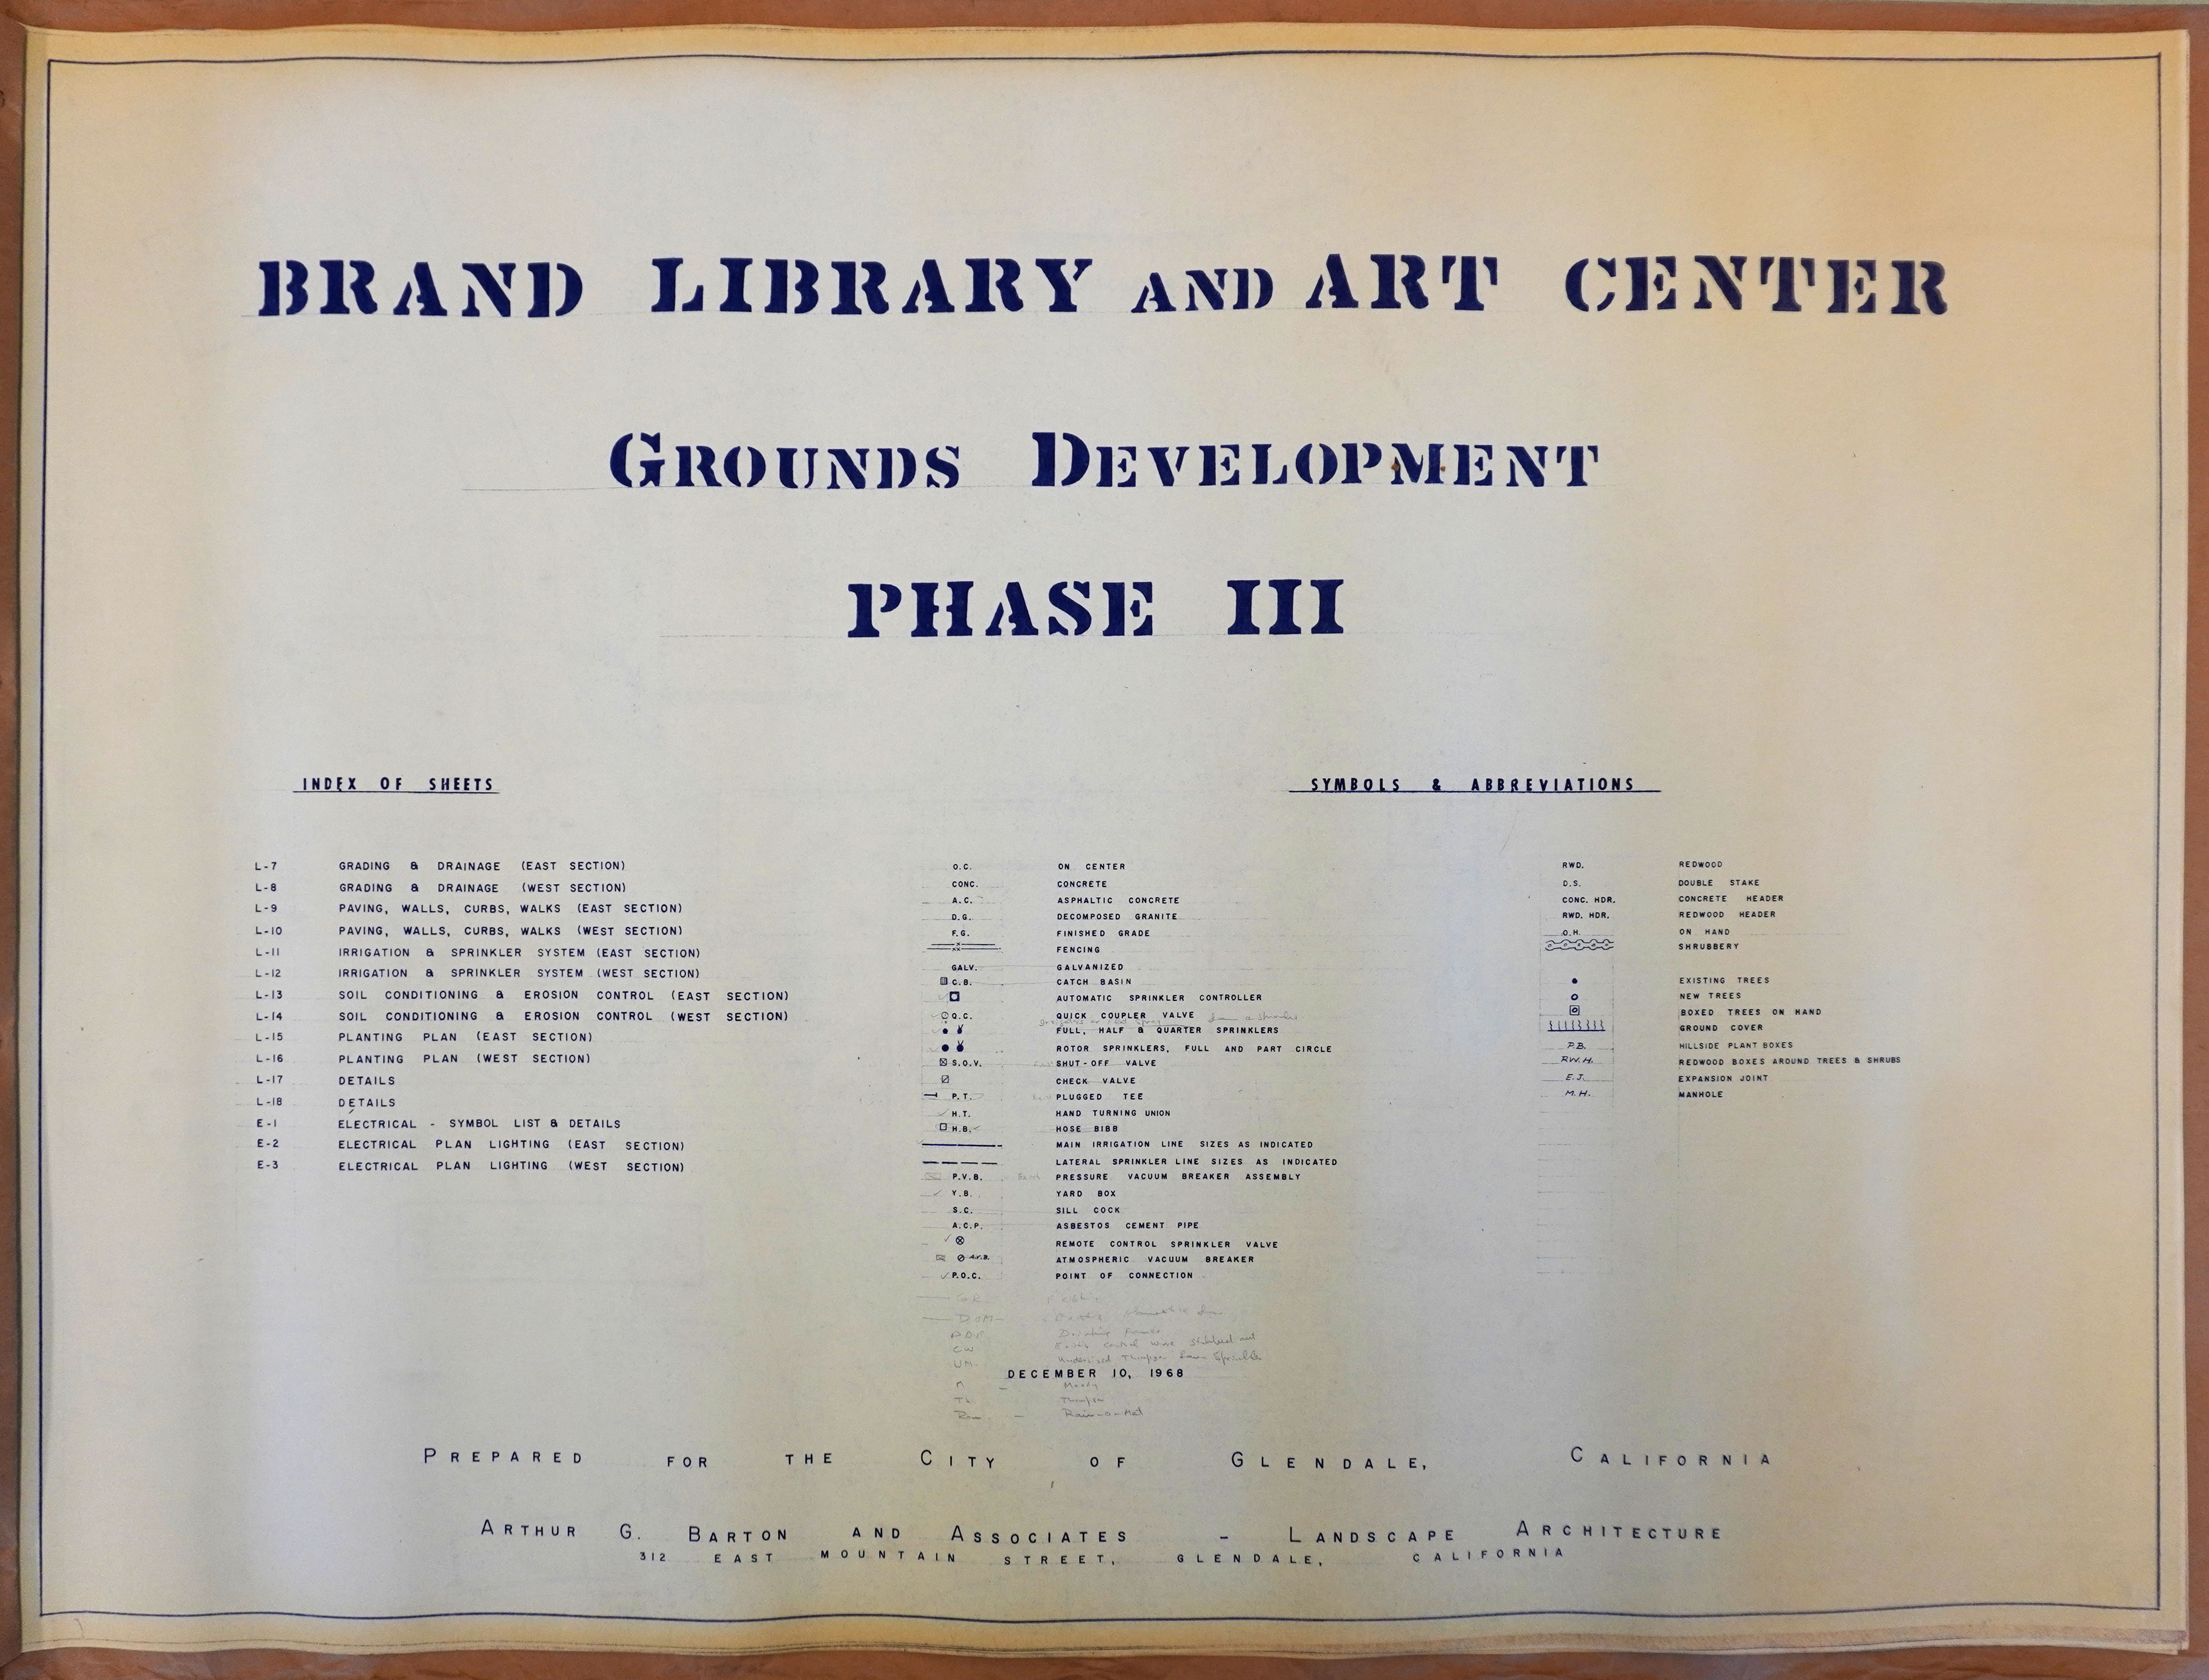 BRAND LIBRARY AND ART CENTER
GROUNDS DEVELOPMENT
PHASE III
INDEX OF SHEETS
L-7 GRADING & DRAINAGE (EAST SECTION)
L-8 GRADING & DRAINAGE (WEST SECTION)
L-9 PAVING, WALLS, CURBS, WALKS (EAST SECTION)
L-10 PAVING, WALLS, CURBS, WALKS (WEST SECTION)
L-11 IRRIGATION & SPRINKLER SYSTEM (EAST SECTION)
L-12 IRRIGATION & SPRINKLER SYSTEM (WEST SECTION)
L-13 SOIL CONDITIONING & EROSION CONTROL (EAST SECTION)
L-14 SOIL CONDITIONING & EROSION CONTROL (WEST SECTION)
L-15 PLANTING PLAN (EAST SECTION)
L-16 PLANTING PLAN (WEST SECTION)
L-17 DETAILS
L-18 DETAILS
E-1 ELECTRICAL - SYMBOL LIST & DETAILS
E-2 ELECTRICAL PLAN LIGHTING (EAST SECTION)
E-3 ELECTRICAL PLAN LIGHTING (WEST SECTION)
SYMBOLS & ABBREVIATIONS
O.C. ON CENTER
CONC. CONCRETE
A.C. ASPHALTIC CONCRETE
D.G. DECOMPOSED GRANITE
F.G. FINISHED GRADE
FENCING
GALV. GALVANIZED
C.B. CATCH BASIN
AUTOMATIC SPRINKLER CONTROLLER
Q.C. QUICK COUPLER VALVE
FULL, HALF & QUARTER SPRINKLERS
ROTOR SPRINKLERS, FULL AND PART CIRCLE
S.O.V. SHUT-OFF VALVE
CHECK VALVE
P.T. PLUGGED TEE
H.T. HAND TURNING UNION
H.B. HOSE BIBB
MAIN IRRIGATION LINE SIZES AS INDICATED
LATERAL SPRINKLER LINE SIZES AS INDICATED
P.V.B. PRESSURE VACUUM BREAKER ASSEMBLY
Y.B. YARD BOX
S.C. SILL COCK
A.C.P. ASBESTOS CEMENT PIPE
REMOTE CONTROL SPRINKLER VALVE
A.V.B. ATMOSPHERIC VACUUM BREAKER
P.O.C. POINT OF CONNECTION
RWD. REDWOOD
D.S. DOUBLE STAKE
CONC. HDR. CONCRETE HEADER
RWD. HDR. REDWOOD HEADER
O.H. ON HAND
SHRUBBERY
EXISTING TREES
NEW TREES
BOXED TREES ON HAND
GROUND COVER
P.B. HILLSIDE PLANT BOXES
RW.H. REDWOOD BOXES AROUND TREES & SHRUBS
E.J. EXPANSION JOINT
M.H. MANHOLE
DECEMBER 10, 1968
Thompson
PREPARED FOR THE CITY OF GLENDALE, CALIFORNIA
ARTHUR G. BARTON AND ASSOCIATES - LANDSCAPE ARCHITECTURE
312 EAST MOUNTAIN STREET, GLENDALE, CALIFORNIA